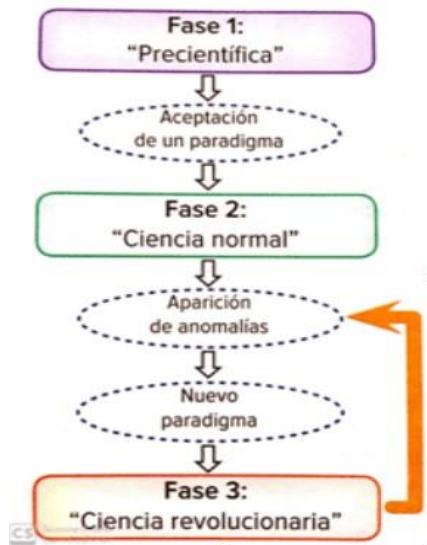 Fase 1:
“Precientífica”
Aceptación
de un paradigma
Fase 2:
“Ciencia normal”
Aparición
de anomalías
Nuevo
paradigma
Fase 3:
“Ciencia revolucionaria”
CS